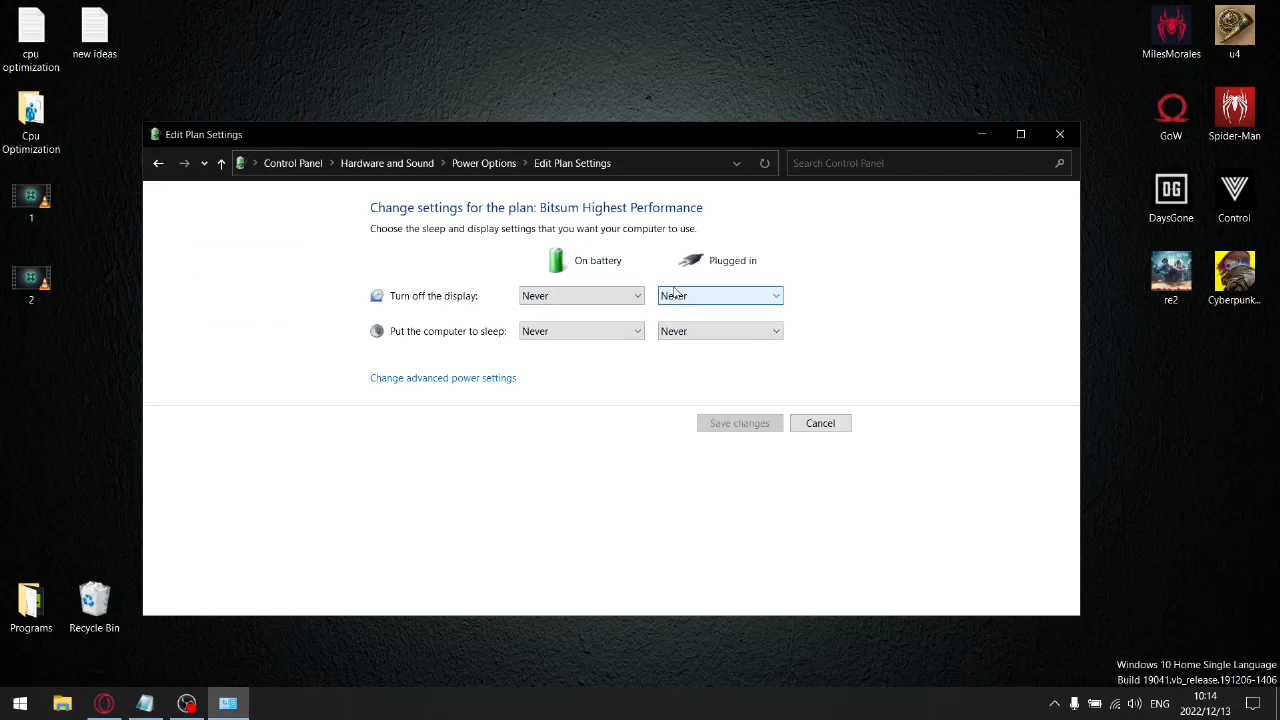 cpu
optimization
new ideas
Cpu
Optimization
1
2
Programs
Recycle Bin
MilesMorales
u4
GoW
Spider-Man
DG
DaysGone
Control
re2
Cyberpunk...
Edit Plan Settings
Control Panel
Hardware and Sound
Power Options
Edit Plan Settings
Search Control Panel
Change settings for the plan: Bitsum Highest Performance
Choose the sleep and display settings that you want your computer to use.
On battery
Plugged in
Turn off the display:
Never
Never
Put the computer to sleep:
Never
Never
Change advanced power settings
Save changes
Cancel
Windows 10 Home Single Language
Build 19041.vb_release.191206-1406
ENG
10:14
2022/12/13